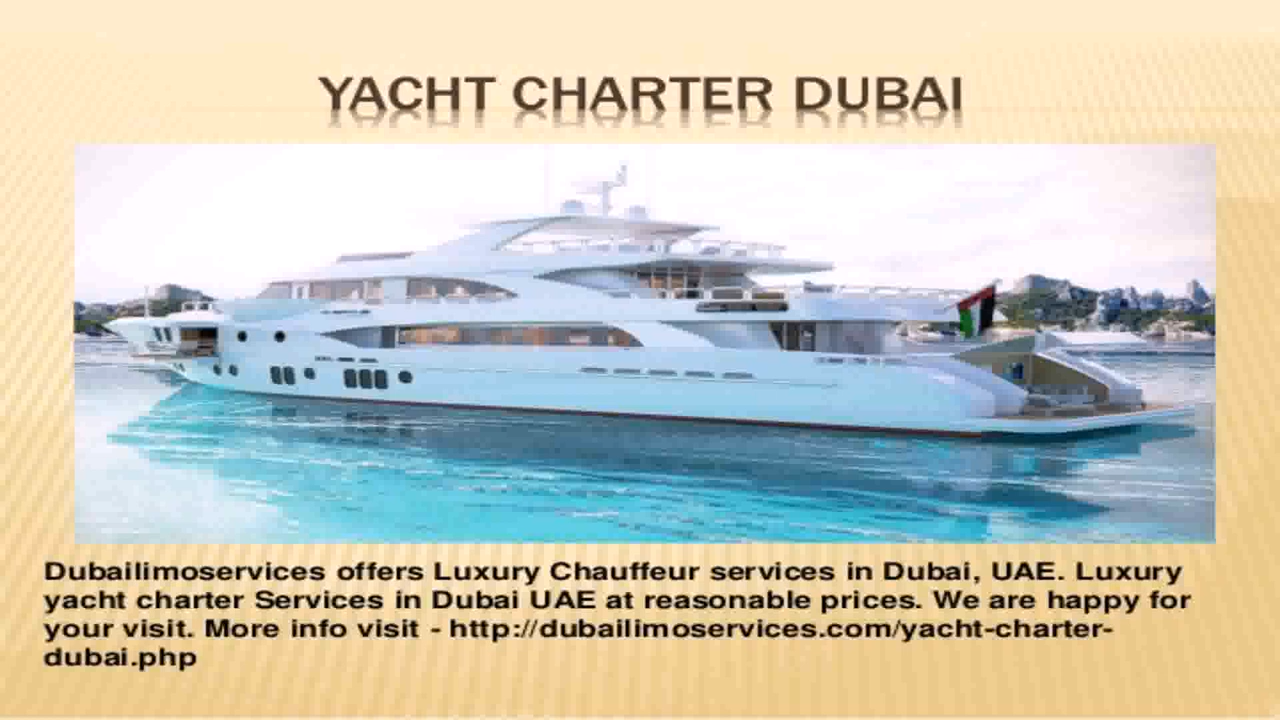 YACHT CHARTER DUBAI
Dubailimoservices offers Luxury Chauffeur services in Dubai, UAE. Luxury
yacht charter Services in Dubai UAE at reasonable prices. We are happy for
your visit. More info visit - http://dubailimoservices.com/yacht-charter-
dubai.php